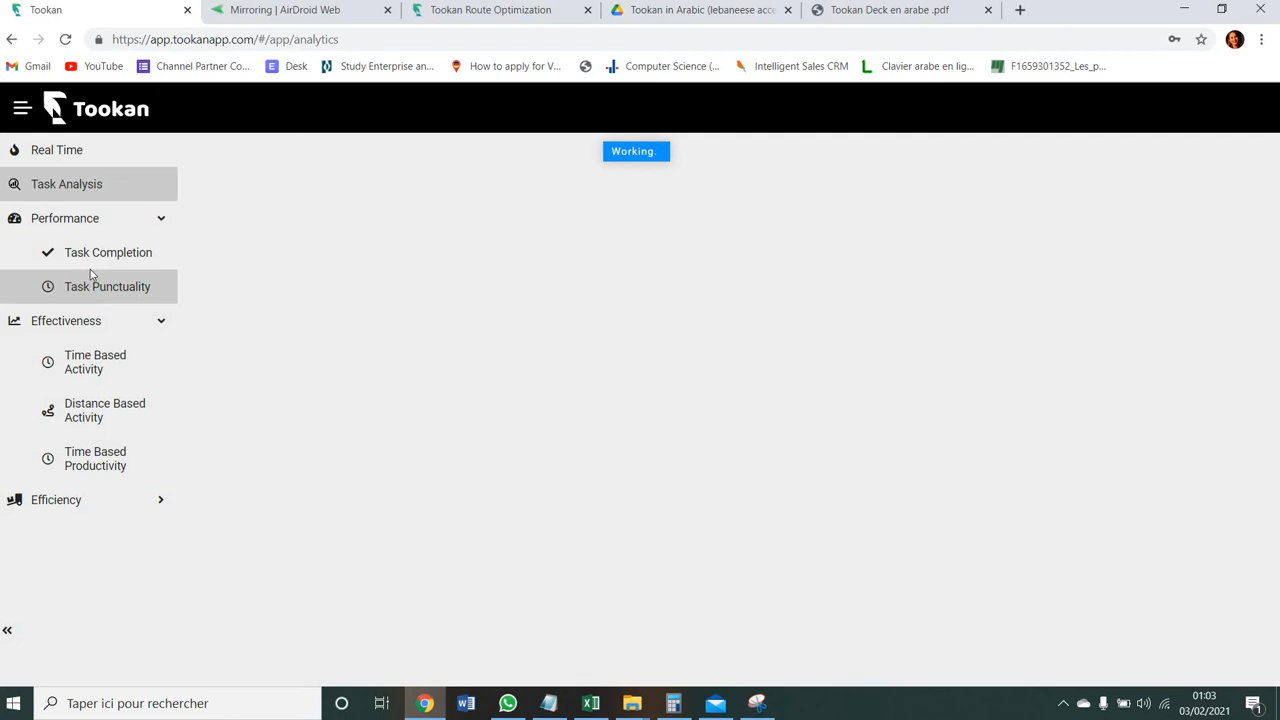 Tookan
Mirroring | AirDroid Web
Tookan Route Optimization
Tookan in Arabic (lebaneese acce
Tookan Deck en arabe .pdf
https://app.tookanapp.com/#/app/analytics
Gmail
YouTube
Channel Partner Co...
Desk
Study Enterprise an...
How to apply for V...
Computer Science (...
Intelligent Sales CRM
Clavier arabe en lig...
F1659301352_Les_p...
Tookan
Real Time
Working.
Task Analysis
Performance
Task Completion
Task Punctuality
Effectiveness
Time Based
Activity
Distance Based
Activity
Time Based
Productivity
Efficiency
Taper ici pour rechercher
01:03
03/02/2021